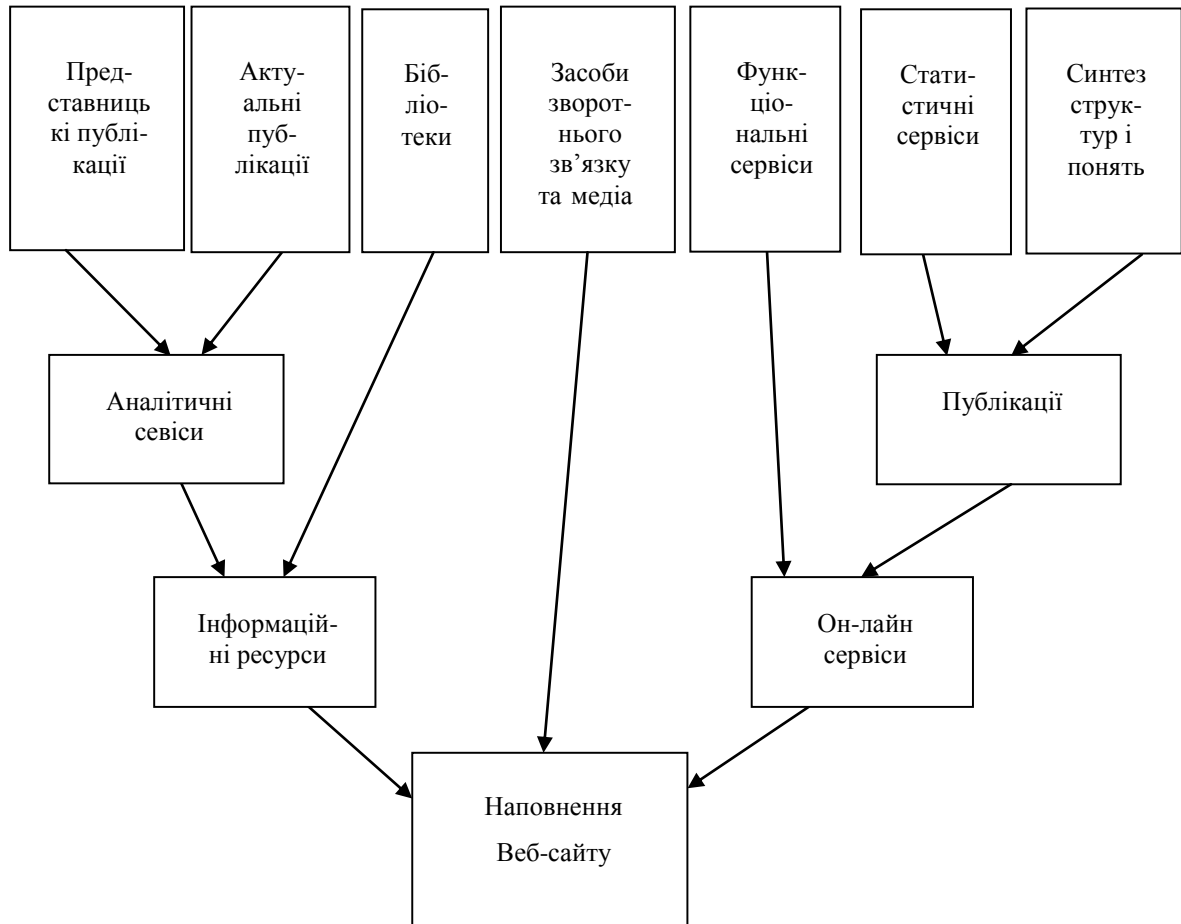 Пред-
ставниць
кі публі-
кації
Акту-
альні
пуб-
лікації
Біб-
ліо-
теки
Засоби
зворот-
нього
зв’язку
та медіа
Функ-
ціо-
нальні
сервіси
Стати-
стичні
сервіси
Синтез
струк-
тур і
понять
Аналітичні
севіси
Публікації
Інформацій-
ні ресурси
Он-лайн
сервіси
Наповнення
Веб-сайту